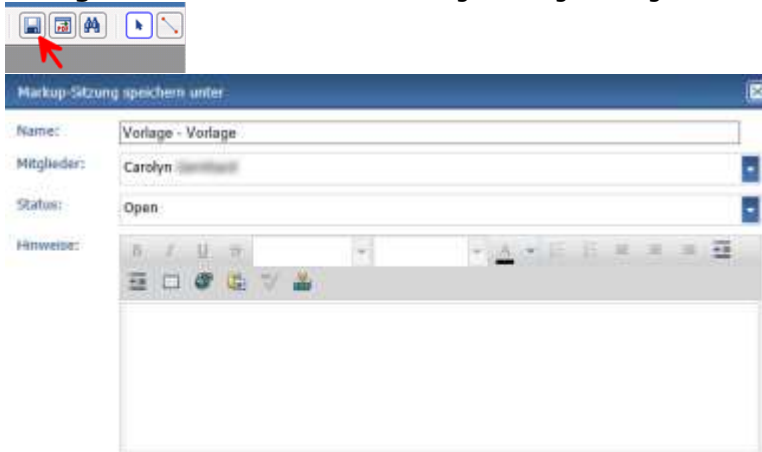 Markup-Sitzung speichern unter
Name: Vorlage - Vorlage
Mitglieder: Carolyn
Status: Open
Hinweise:
B I U
A